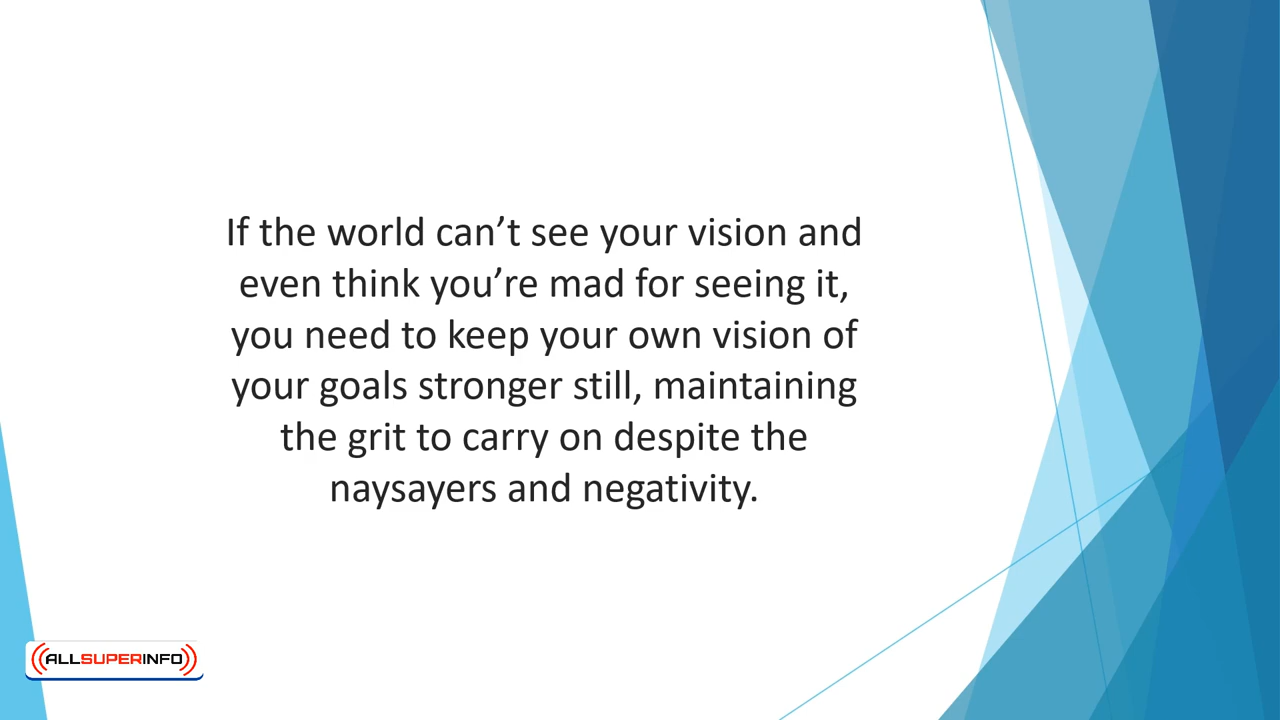 If the world can’t see your vision and
even think you’re mad for seeing it,
you need to keep your own vision of
your goals stronger still, maintaining
the grit to carry on despite the
naysayers and negativity.
ALLSUPERINFO